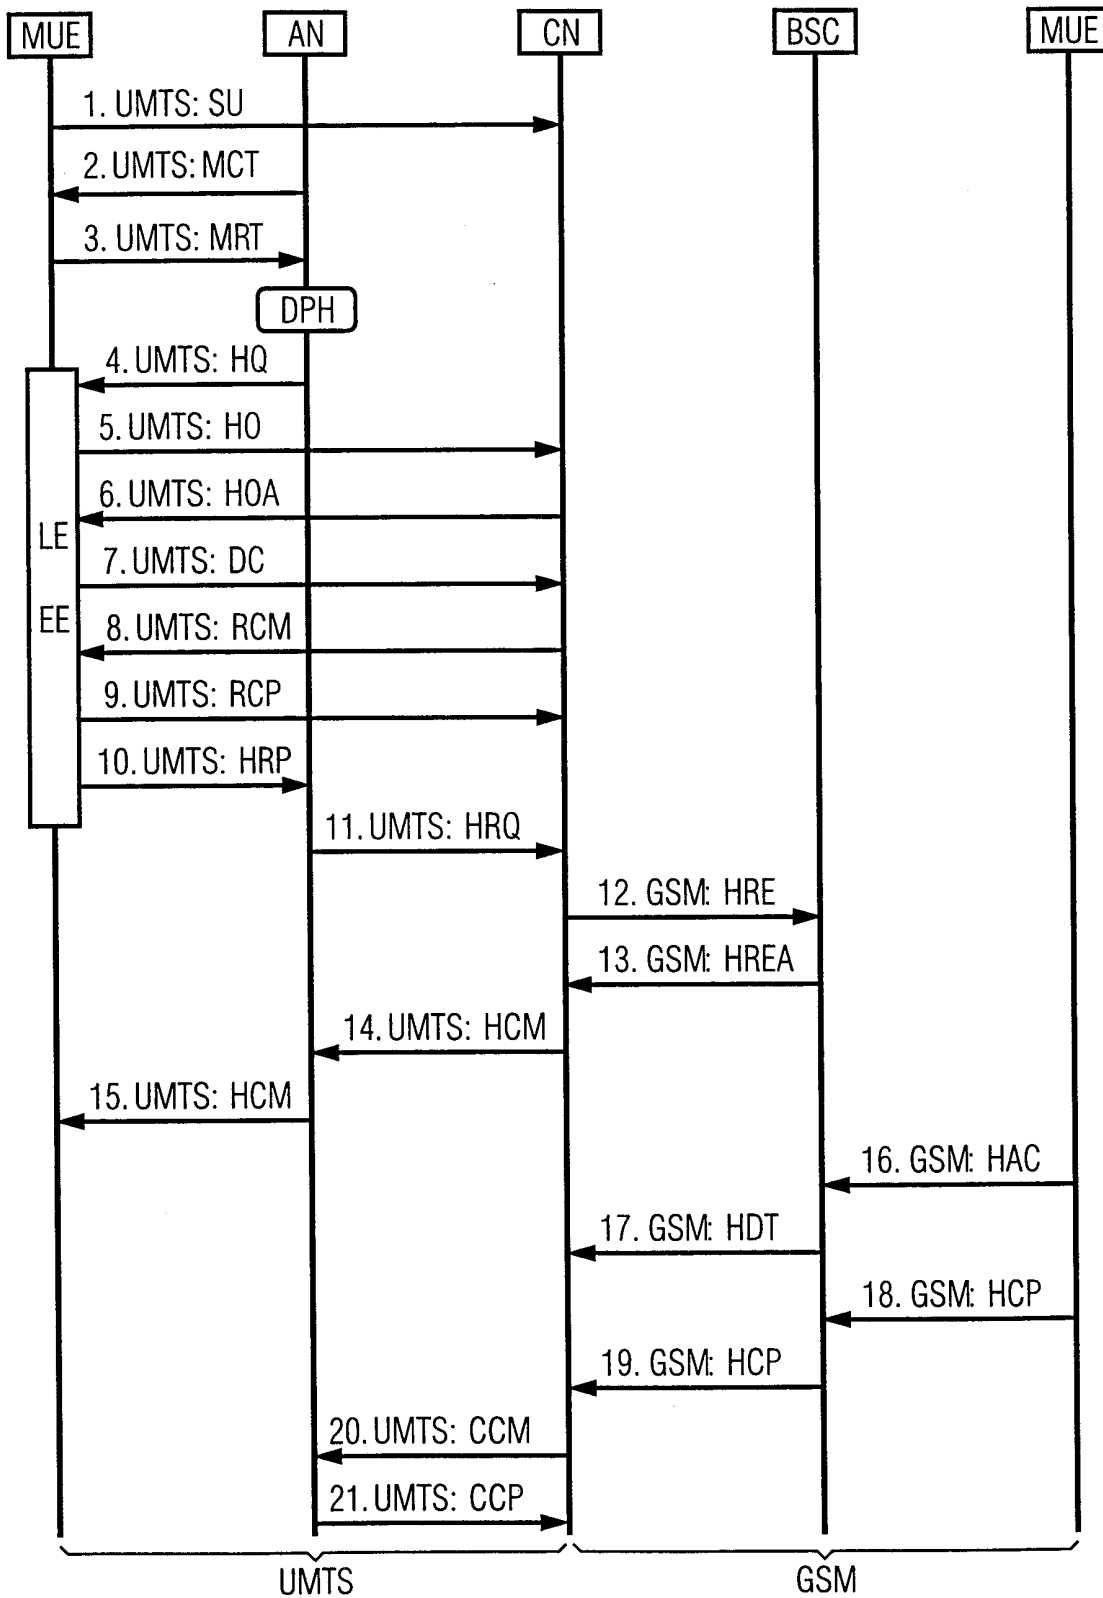 MUE AN CN BSC MUE
1. UMTS: SU
2. UMTS: MCT
3. UMTS: MRT
DPH
4. UMTS: HQ
5. UMTS: HO
6. UMTS: HOA
LE
7. UMTS: DC
EE
8. UMTS: RCM
9. UMTS: RCP
10. UMTS: HRP
11. UMTS: HRQ
12. GSM: HRE
13. GSM: HREA
14. UMTS: HCM
15. UMTS: HCM
16. GSM: HAC
17. GSM: HDT
18. GSM: HCP
19. GSM: HCP
20. UMTS: CCM
21. UMTS: CCP
UMTS GSM